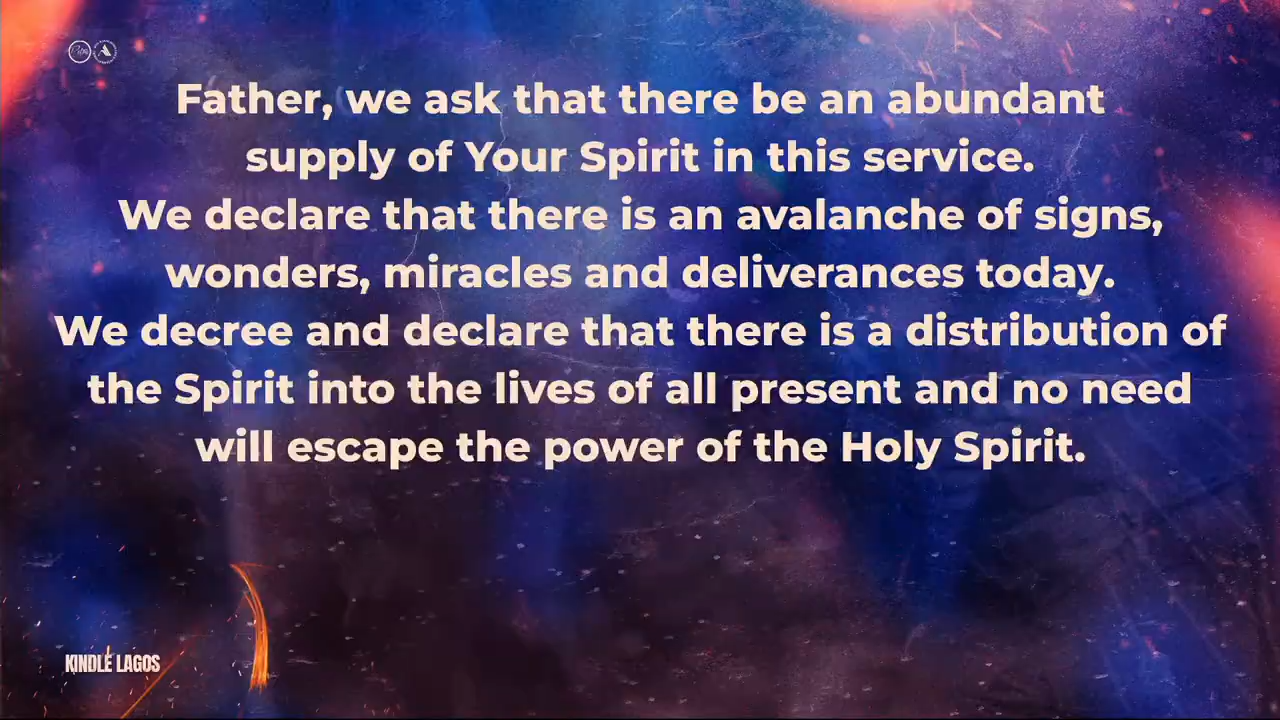 Father, we ask that there be an abundant
supply of Your Spirit in this service.
We declare that there is an avalanche of signs,
wonders, miracles and deliverances today.
We decree and declare that there is a distribution of
the Spirit into the lives of all present and no need
will escape the power of the Holy Spirit.
KINDLE LAGOS